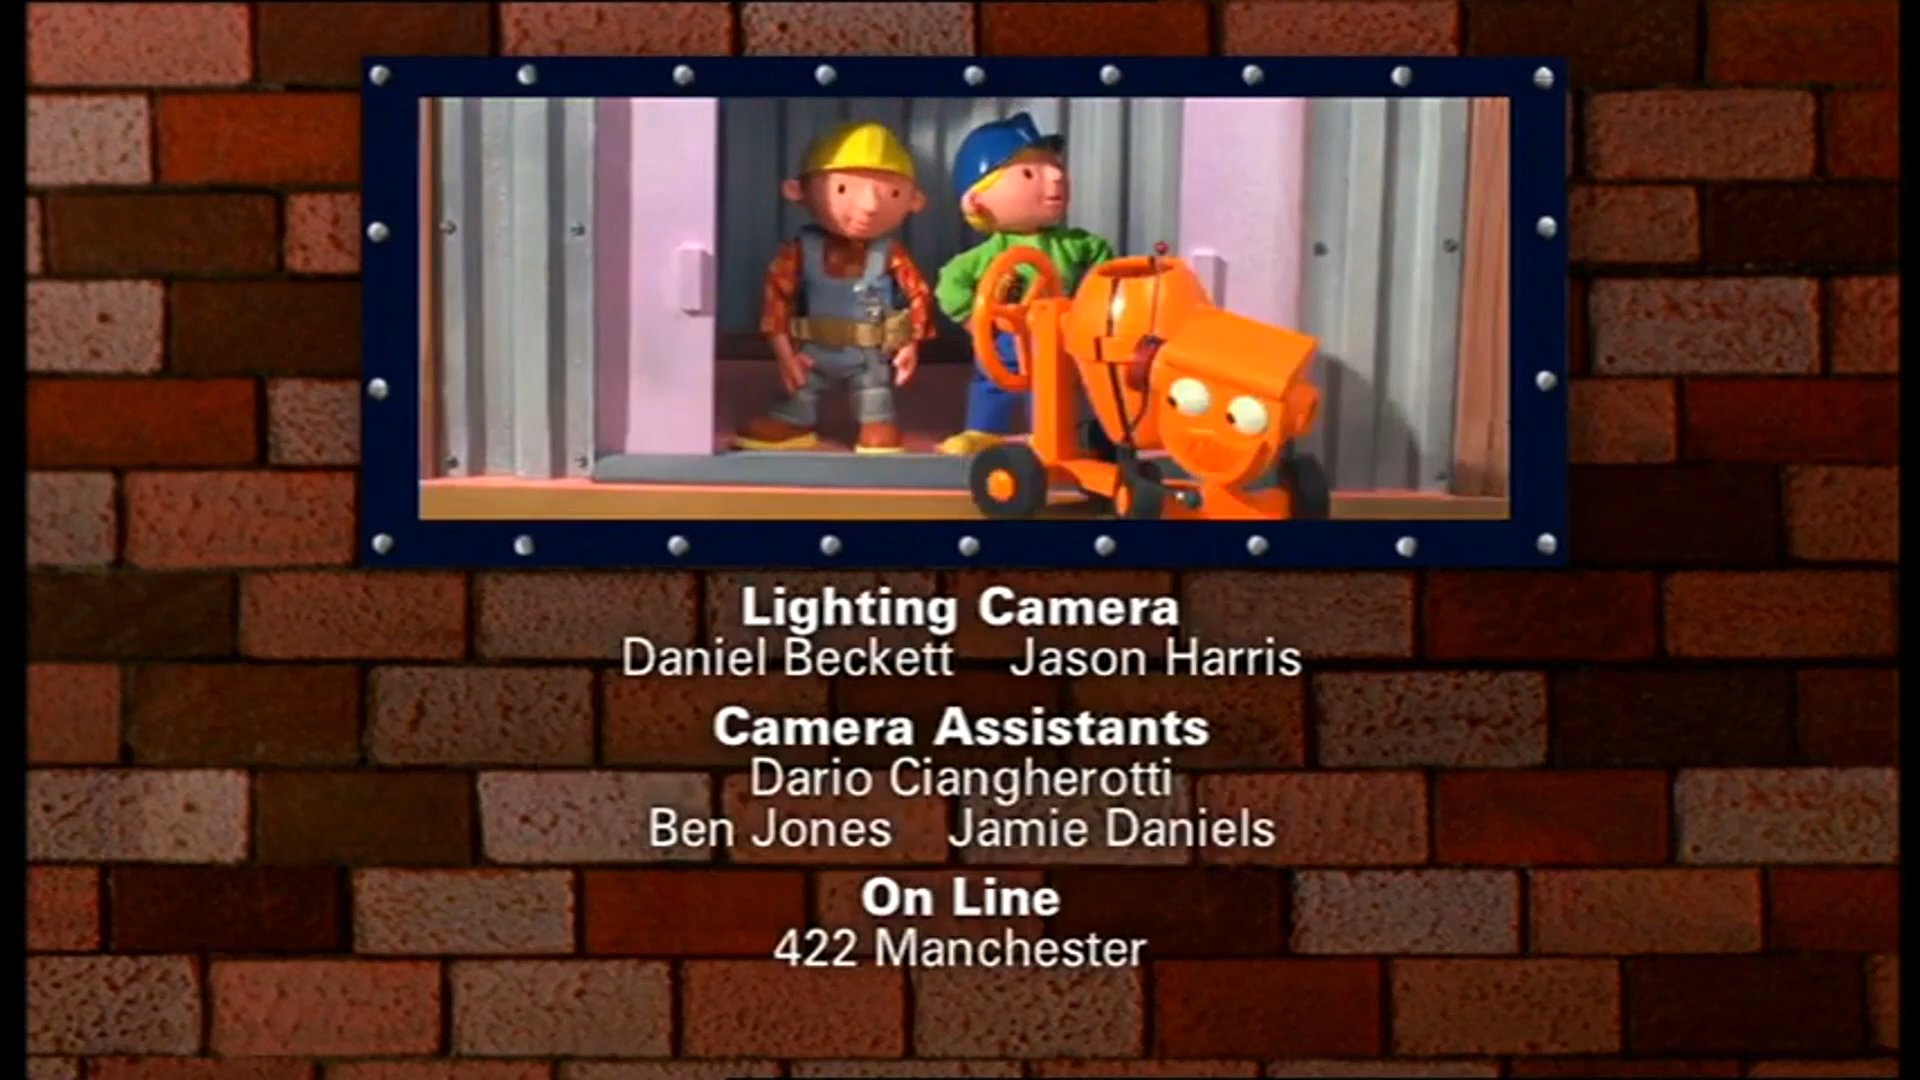 Lighting Camera
Daniel Beckett Jason Harris
Camera Assistants
Dario Ciangherotti
Ben Jones Jamie Daniels
On Line
422 Manchester